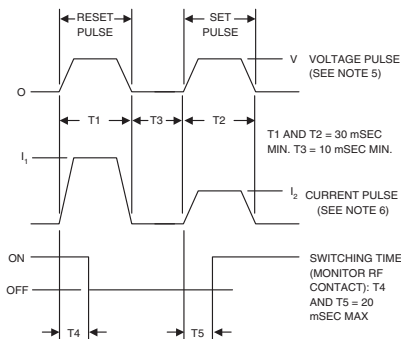 RESET
PULSE
SET
PULSE
V VOLTAGE PULSE
(SEE NOTE 5)
O
T1 T3 T2
T1 AND T2 = 30 mSEC
MIN. T3 = 10 mSEC MIN.
I1
I2 CURRENT PULSE
(SEE NOTE 6)
ON
OFF
SWITCHING TIME
(MONITOR RF
CONTACT): T4
AND T5 = 20
mSEC MAX
T4 T5